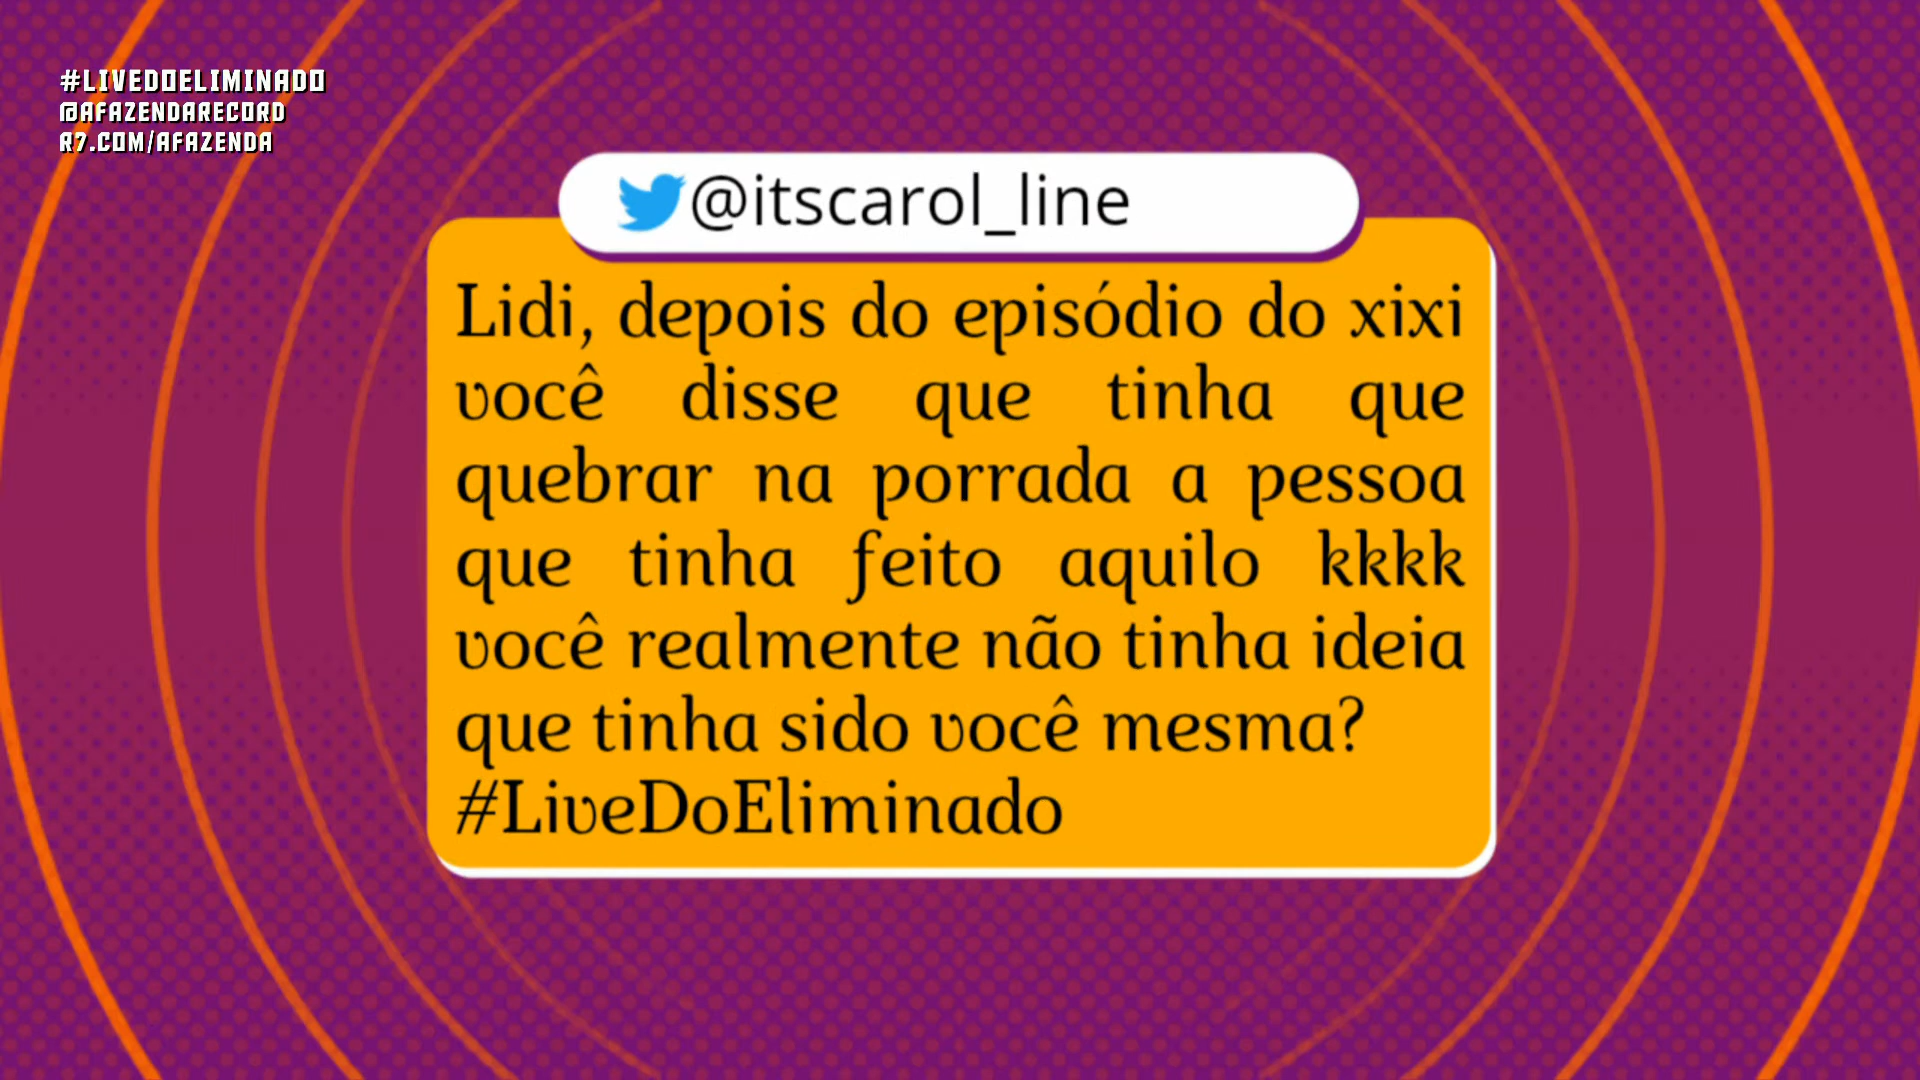 #LIVEDOELIMINADO
@AFAZENDARECORD
R7.COM/AFAZENDA
@itscarol_line
Lidi, depois do episódio do xixi
você disse que tinha que
quebrar na porrada a pessoa
que tinha feito aquilo kkkk
você realmente não tinha ideia
que tinha sido você mesma?
#LiveDoEliminado